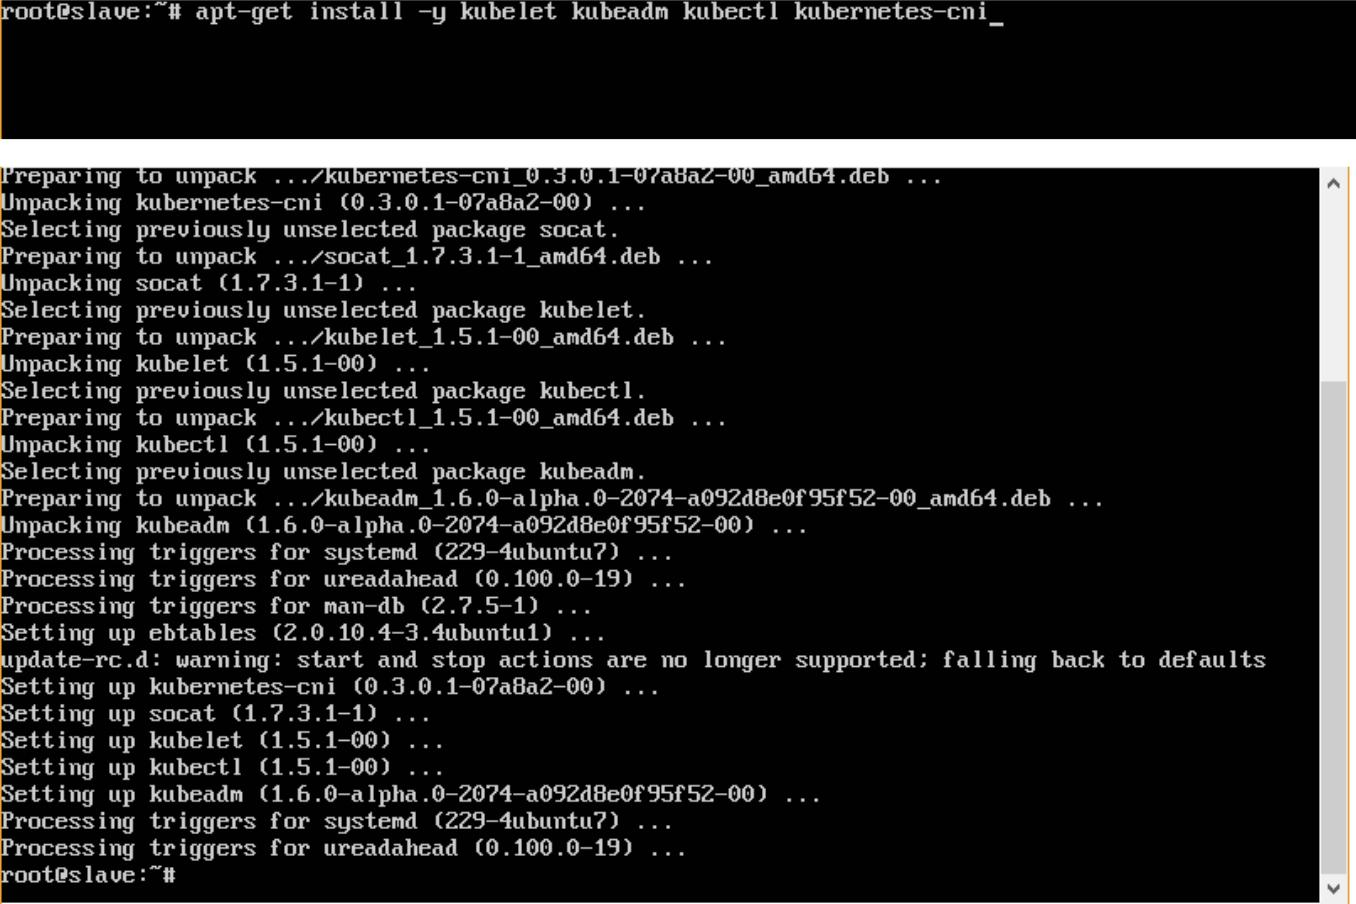 root@slave:~# apt-get install -y kubelet kubeadm kubectl kubernetes-cni_
Preparing to unpack .../kubernetes-cni_0.3.0.1-07a8a2-00_amd64.deb ...
Unpacking kubernetes-cni (0.3.0.1-07a8a2-00) ...
Selecting previously unselected package socat.
Preparing to unpack .../socat_1.7.3.1-1_amd64.deb ...
Unpacking socat (1.7.3.1-1) ...
Selecting previously unselected package kubelet.
Preparing to unpack .../kubelet_1.5.1-00_amd64.deb ...
Unpacking kubelet (1.5.1-00) ...
Selecting previously unselected package kubectl.
Preparing to unpack .../kubectl_1.5.1-00_amd64.deb ...
Unpacking kubectl (1.5.1-00) ...
Selecting previously unselected package kubeadm.
Preparing to unpack .../kubeadm_1.6.0-alpha.0-2074-a092d8e0f95f52-00_amd64.deb ...
Unpacking kubeadm (1.6.0-alpha.0-2074-a092d8e0f95f52-00) ...
Processing triggers for systemd (229-4ubuntu7) ...
Processing triggers for ureadahead (0.100.0-19) ...
Processing triggers for man-db (2.7.5-1) ...
Setting up ebtables (2.0.10.4-3.4ubuntu1) ...
update-rc.d: warning: start and stop actions are no longer supported; falling back to defaults
Setting up kubernetes-cni (0.3.0.1-07a8a2-00) ...
Setting up socat (1.7.3.1-1) ...
Setting up kubelet (1.5.1-00) ...
Setting up kubectl (1.5.1-00) ...
Setting up kubeadm (1.6.0-alpha.0-2074-a092d8e0f95f52-00) ...
Processing triggers for systemd (229-4ubuntu7) ...
Processing triggers for ureadahead (0.100.0-19) ...
root@slave:~#